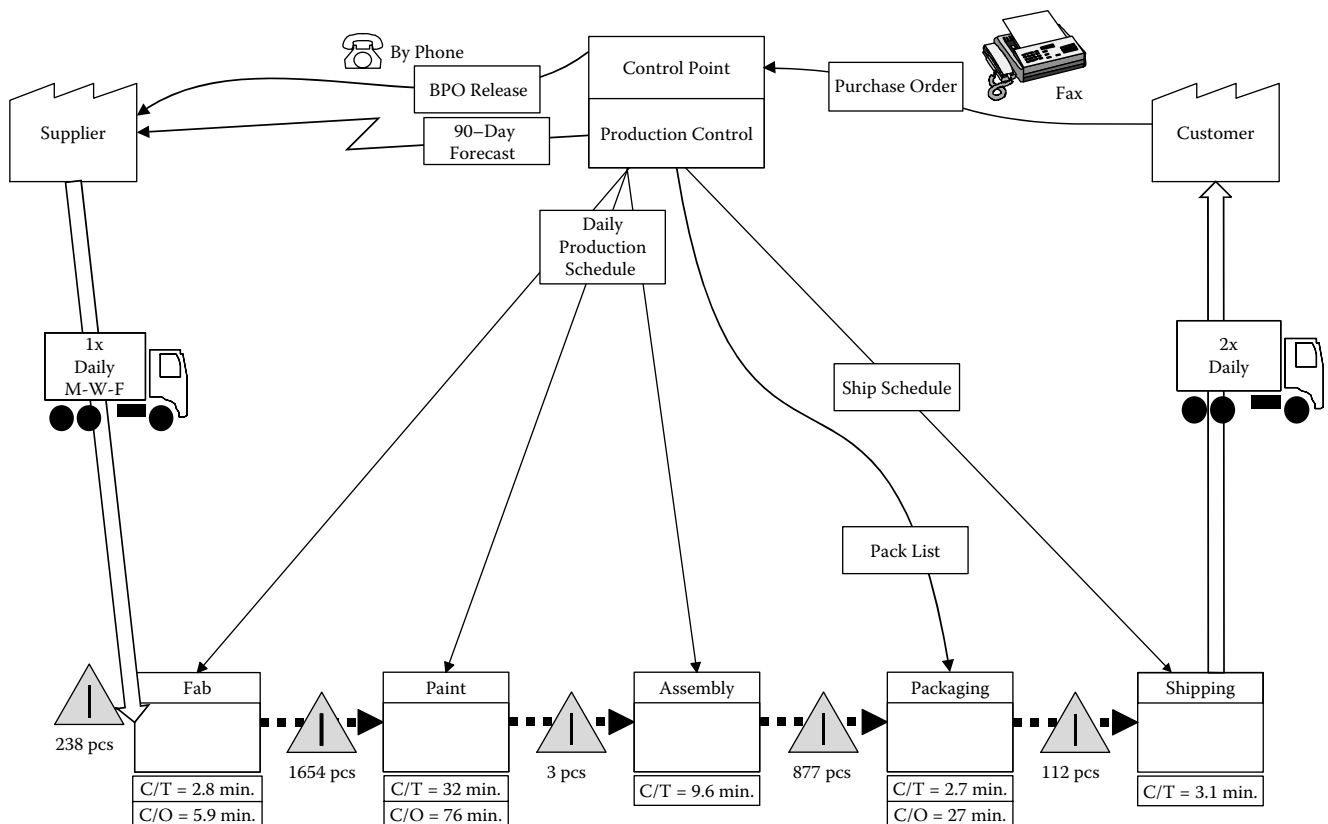 By Phone
BPO Release
Control Point
Purchase Order
Fax
Supplier
90–Day
Forecast
Production Control
Customer
Daily
Production
Schedule
1x
Daily
M-W-F
2x
Daily
Ship Schedule
Pack List
Fab
Paint
Assembly
Packaging
Shipping
238 pcs
1654 pcs
3 pcs
877 pcs
112 pcs
C/T = 2.8 min.
C/O = 5.9 min.
C/T = 32 min.
C/O = 76 min.
C/T = 9.6 min.
C/T = 2.7 min.
C/O = 27 min.
C/T = 3.1 min.